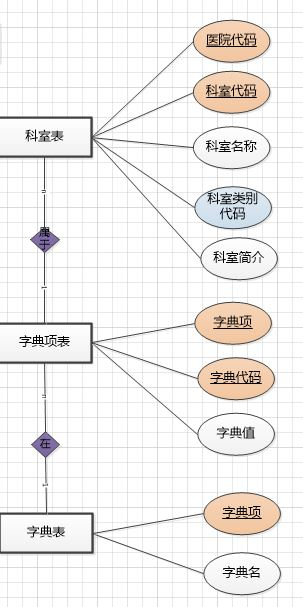 医院代码
科室代码
科室表
科室名称
科室类别
代码
属
于
科室简介
字典项
字典项表
字典代码
字典值
在
字典项
字典表
字典名